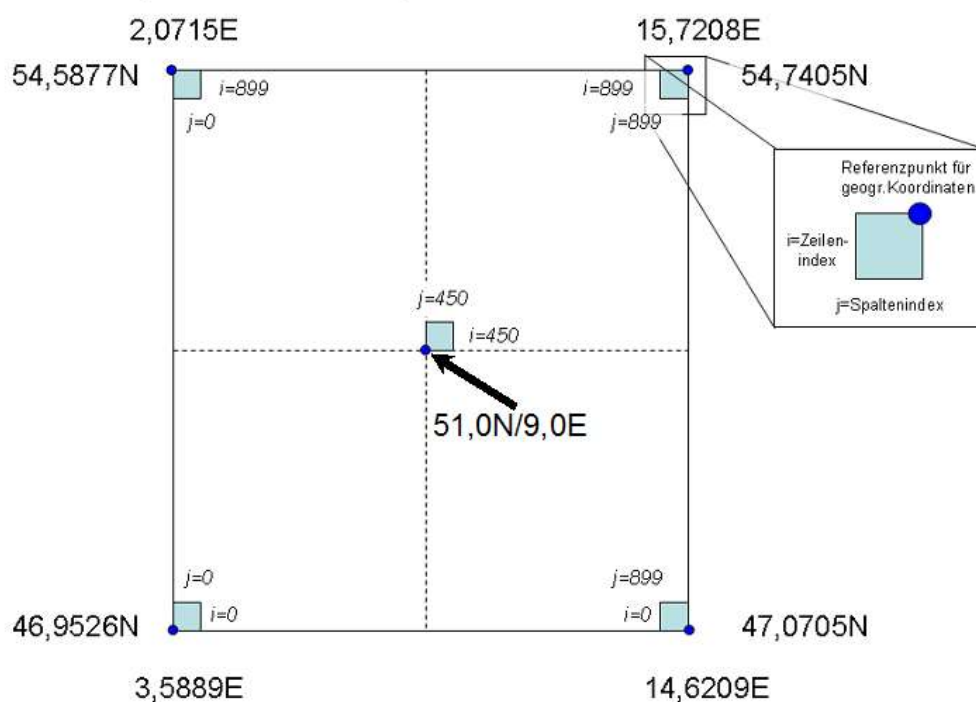 2,0715E
15,7208E
54,5877N
i=899
j=0
i=899
j=899
54,7405N
Referenzpunkt für
geogr.Koordinaten
i=Zeilen-
index
j=Spaltenindex
j=450
i=450
51,0N/9,0E
j=0
i=0
j=899
i=0
46,9526N
47,0705N
3,5889E
14,6209E